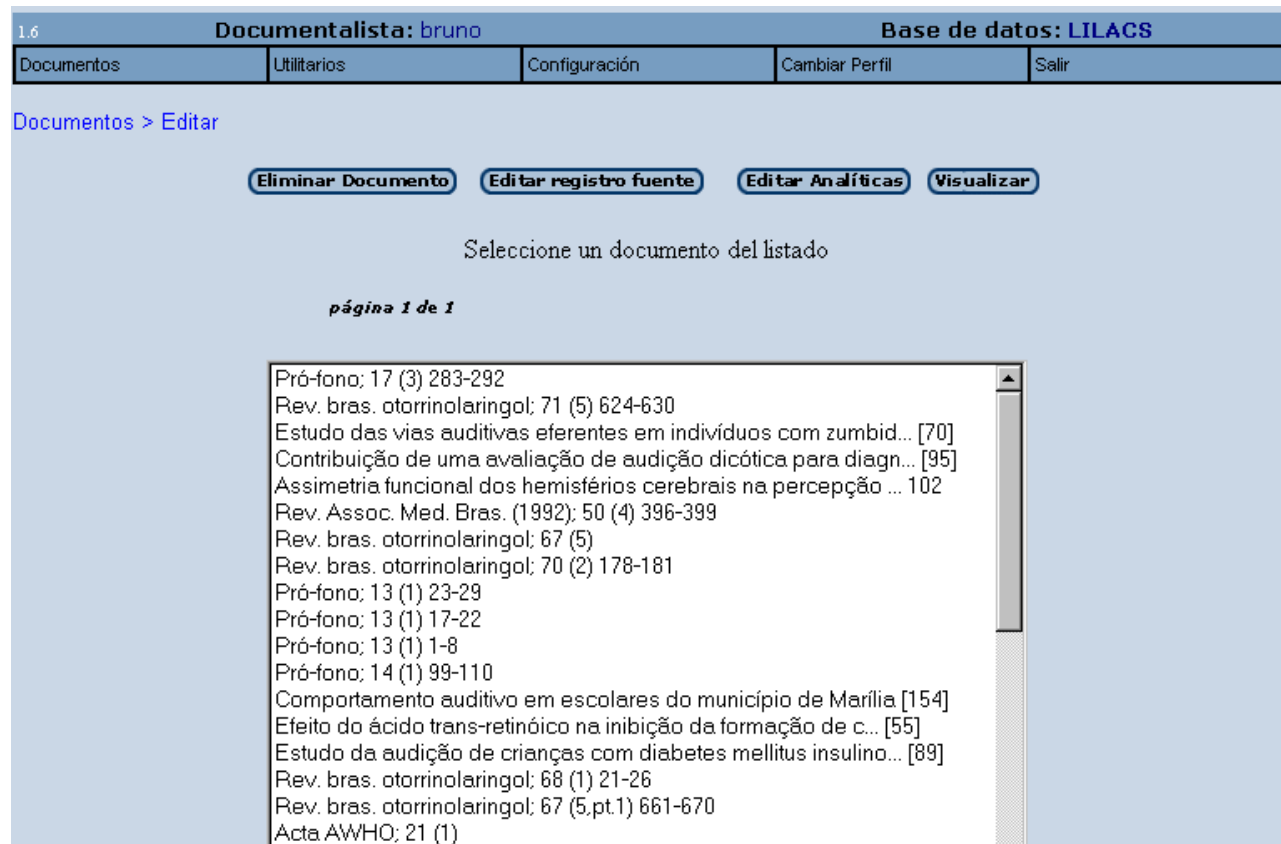 1.6 Documentalista: bruno Base de datos: LILACS
Documentos Utilitarios Configuración Cambiar Perfil Salir
Documentos > Editar
Eliminar Documento Editar registro fuente Editar Analíticas Visualizar
Seleccione un documento del listado
página 1 de 1
Pró-fono; 17 (3) 283-292
Rev. bras. otorrinolaringol; 71 (5) 624-630
Estudo das vias auditivas eferentes em indivíduos com zumbid... [70]
Contribuição de uma avaliação de audição dicótica para diagn... [95]
Assimetria funcional dos hemisférios cerebrais na percepção ... 102
Rev. Assoc. Med. Bras. (1992); 50 (4) 396-399
Rev. bras. otorrinolaringol; 67 (5)
Rev. bras. otorrinolaringol; 70 (2) 178-181
Pró-fono; 13 (1) 23-29
Pró-fono; 13 (1) 17-22
Pró-fono; 13 (1) 1-8
Pró-fono; 14 (1) 99-110
Comportamento auditivo em escolares do município de Marília [154]
Efeito do ácido trans-retinóico na inibição da formação de c... [55]
Estudo da audição de crianças com diabetes mellitus insulino... [89]
Rev. bras. otorrinolaringol; 68 (1) 21-26
Rev. bras. otorrinolaringol; 67 (5,pt.1) 661-670
Acta AWHO; 21 (1)